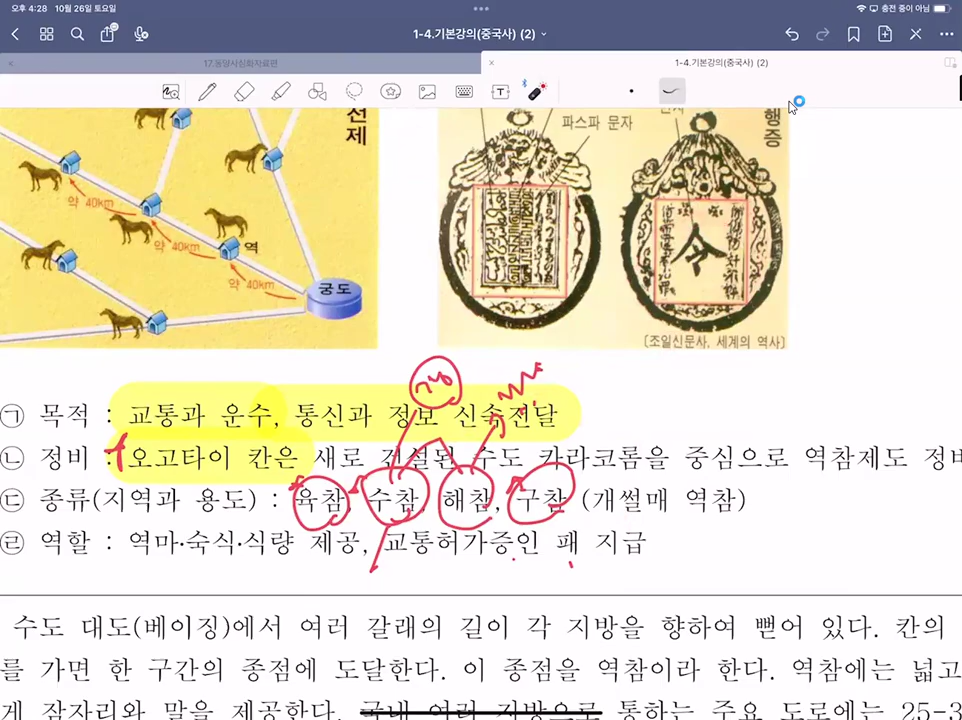 오후 4:28 10월 26일 토요일
충전 중이 아님
1-4.기본강의(중국사) (2)
17.동양사심화자료편
1-4.기본강의(중국사) (2)
T
전제
행증
파스파 문자
약 40km
약 40km
역
약 40km
궁도
令
[조일신문사, 세계의 역사]
㉠ 목적 : 교통과 운수, 통신과 정보 신속전달
㉡ 정비 : 오고타이 칸은 새로 건설된 수도 카라코롬을 중심으로 역참제도 정비
㉢ 종류(지역과 용도) : 육참, 수참, 해참, 구참 (개썰매 역참)
㉣ 역할 : 역마·숙식·식량 제공, 교통허가증인 패 지급
수도 대도(베이징)에서 여러 갈래의 길이 각 지방을 향하여 뻗어 있다. 칸의
를 가면 한 구간의 종점에 도달한다. 이 종점을 역참이라 한다. 역참에는 넓고
게 잠자리와 말을 제공한다. 국내 여러 지방으로 통하는 주요 도로에는 25-3